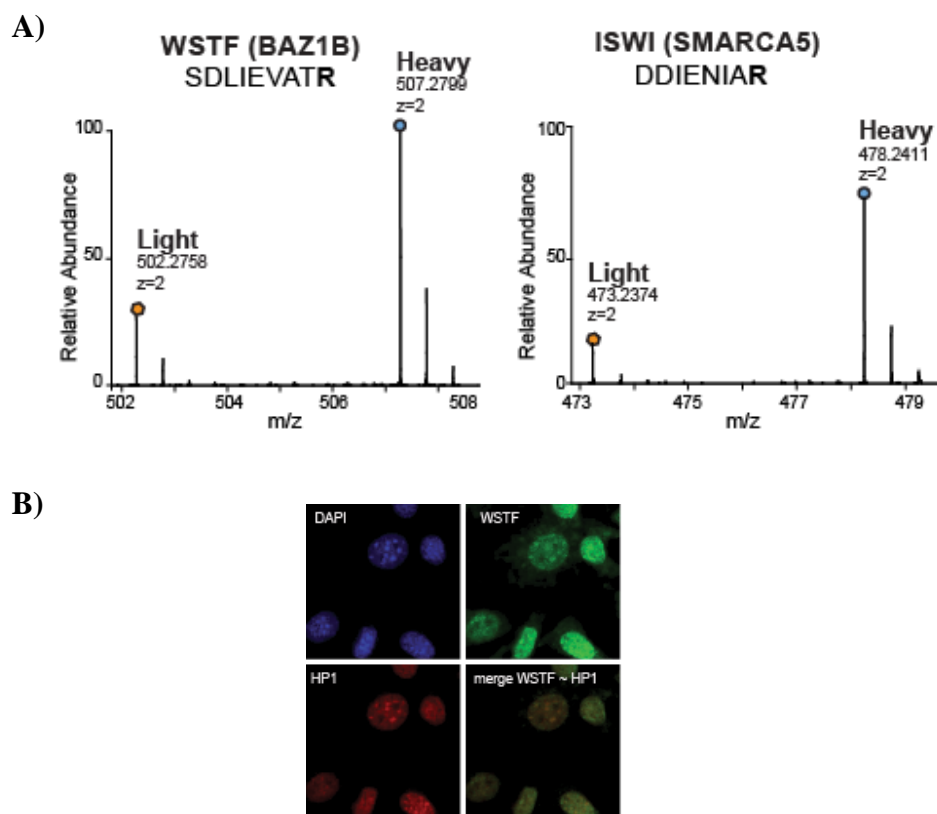 A)
WSTF (BAZ1B)
SDLIEVATR
Heavy
507.2799
z=2
Light
502.2758
z=2
100
50
0
Relative Abundance
502
504
506
508
m/z
ISWI (SMARCA5)
DDIENIAR
Heavy
478.2411
z=2
Light
473.2374
z=2
100
50
0
Relative Abundance
473
475
477
479
m/z
B)
DAPI
WSTF
HP1
merge WSTF ~ HP1